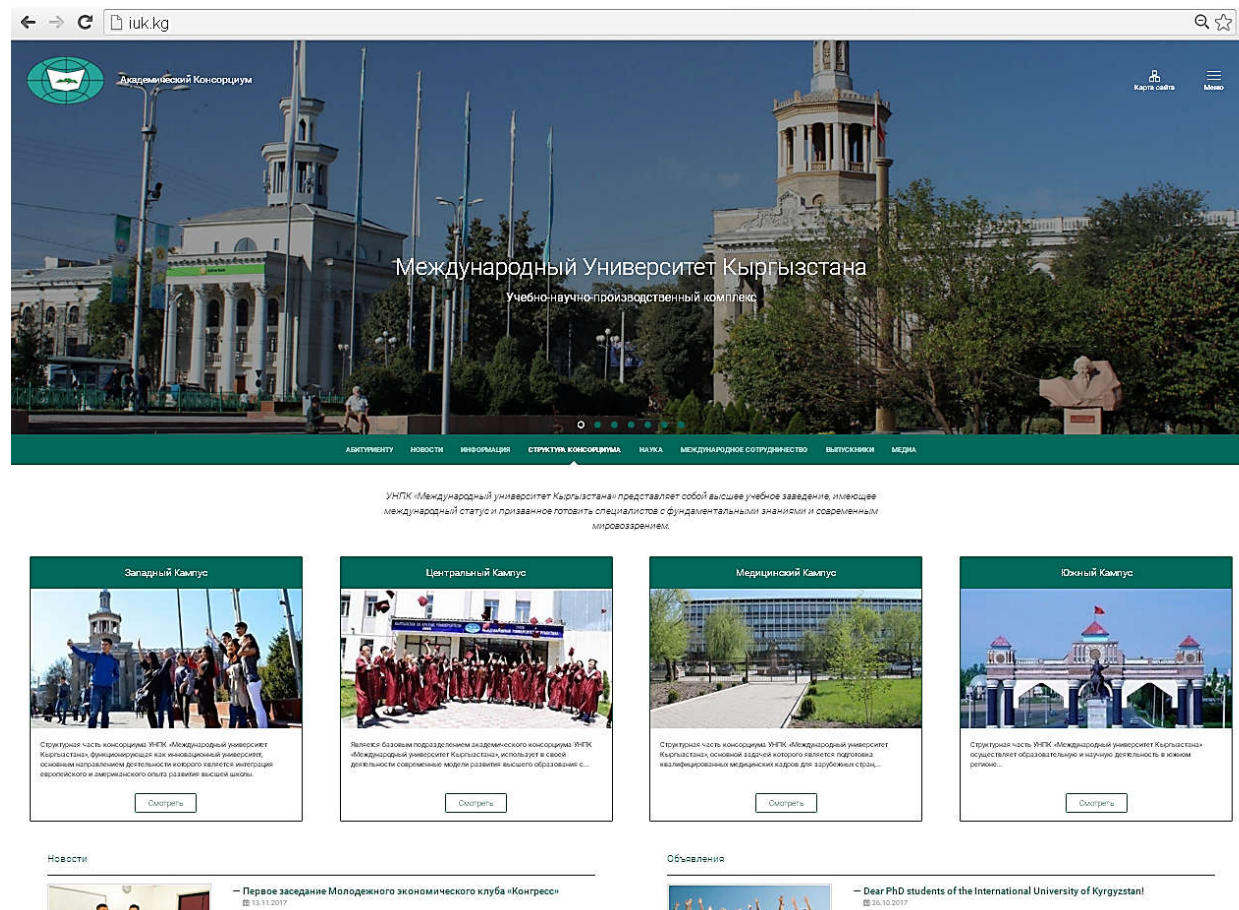 iuk.kg
Академический Консорциум
Карта сайта
Меню
Международный Университет Кыргызстана
Учебно-научно-производственный комплекс
АБИТУРИЕНТУ НОВОСТИ ИНФОРМАЦИЯ СТРУКТУРА КОНСОРЦИУМА НАУКА МЕЖДУНАРОДНОЕ СОТРУДНИЧЕСТВО ВЫПУСКНИКИ МЕДИА
УНПК «Международный университет Кыргызстана» представляет собой высшее учебное заведение, имеющее
международный статус и призванное готовить специалистов с фундаментальными знаниями и современным
мировоззрением.
Западный Кампус
Структурная часть консорциума УНПК «Международный университет
Кыргызстана», функционирующая как инновационный университет,
основным направлением деятельности которого является интеграция
европейского и американского опыта развития высшей школы.
Смотреть
Центральный Кампус
Является базовым подразделением академического консорциума УНПК
«Международный университет Кыргызстана», использует в своей
деятельности современные модели развития высшего образования с...
Смотреть
Медицинский Кампус
Структурная часть консорциума УНПК «Международный университет
Кыргызстана», основной задачей которого является подготовка
квалифицированных медицинских кадров для зарубежных стран,...
Смотреть
Южный Кампус
Структурная часть УНПК «Международный университет Кыргызстана»
осуществляет образовательную и научную деятельность в южном
регионе...
Смотреть
Новости
— Первое заседание Молодежного экономического клуба «Конгресс»
13.11.2017
Объявления
— Dear PhD students of the International University of Kyrgyzstan!
26.10.2017